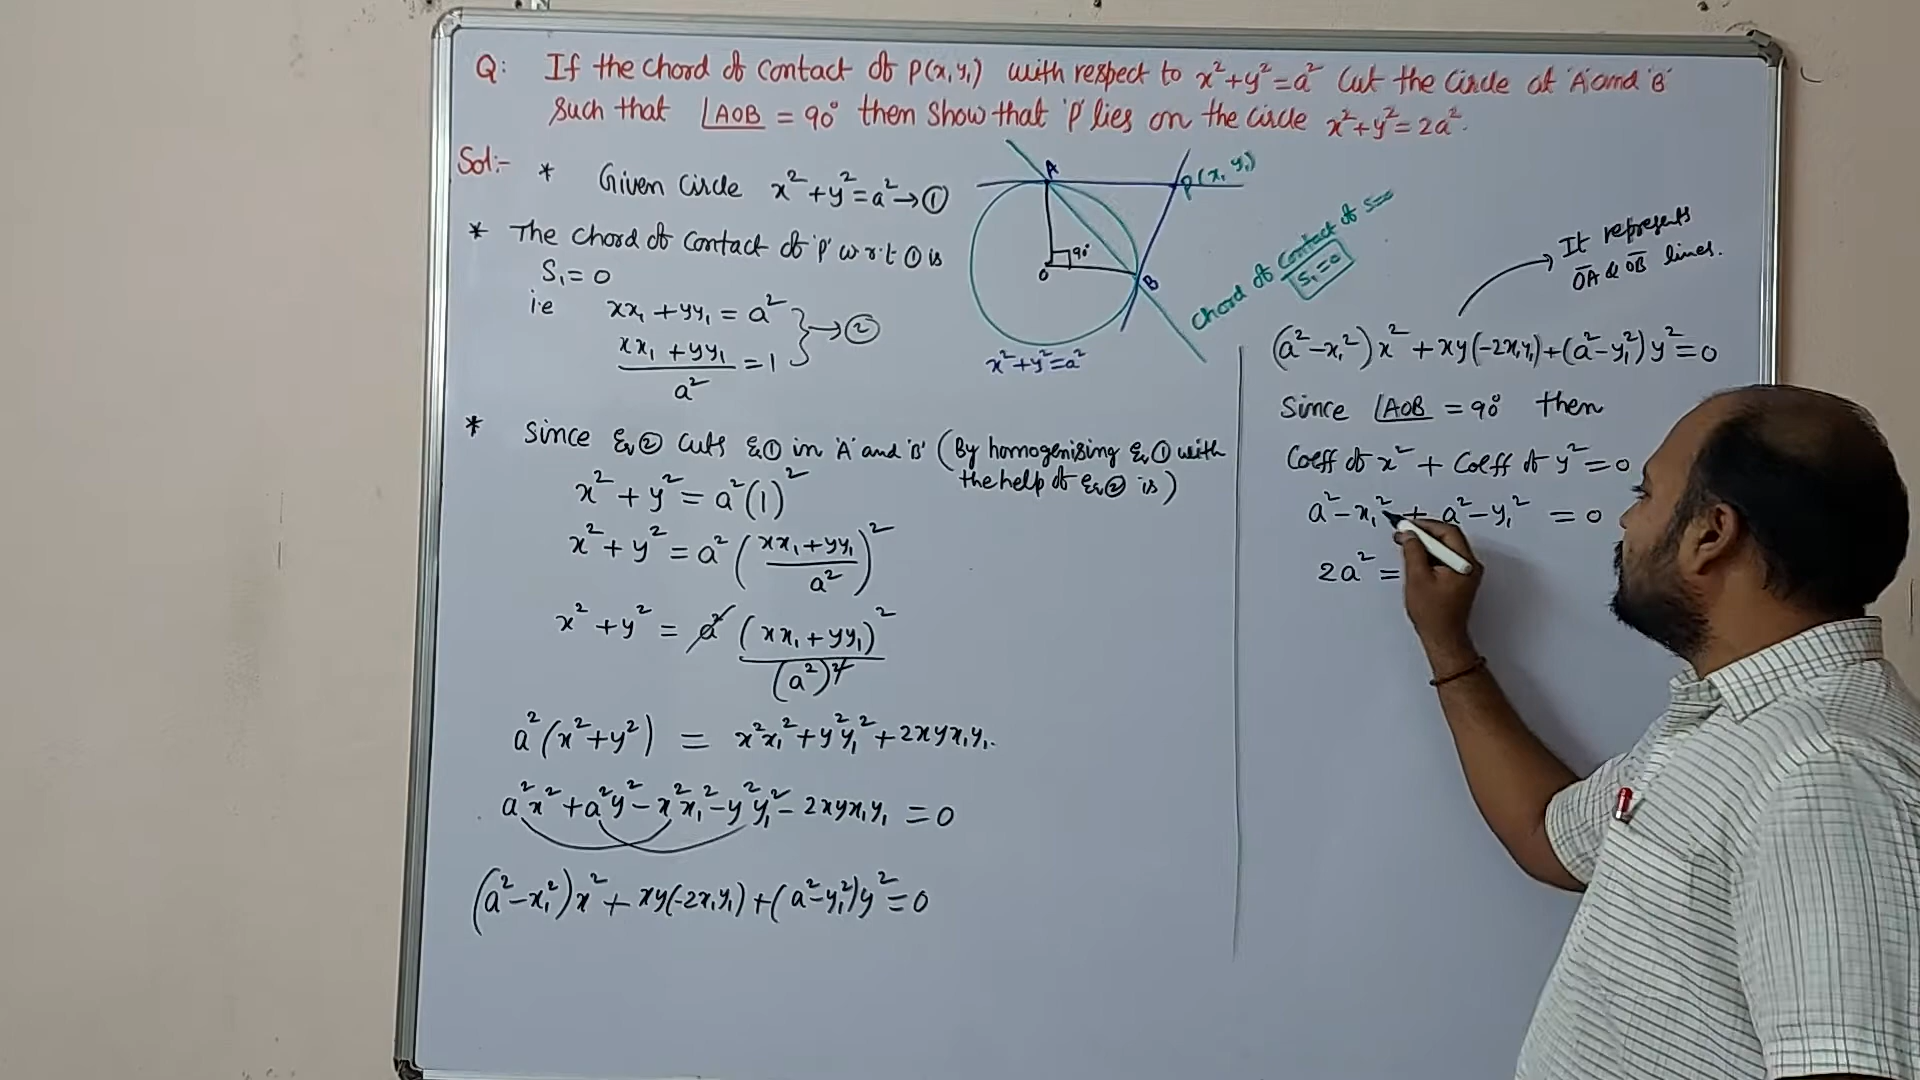 Q: If the chord of contact of P(x₁y₁) with respect to x²+y²=a² cut the circle at 'A' and 'B'
such that ∠AOB = 90° then show that 'P' lies on the circle x²+y²=2a².
Sol:- * Given circle x²+y²=a² → ①
* The chord of contact of 'P' w.r.t ① is
S₁ = 0
i.e xx₁ + yy₁ = a²
(xx₁ + yy₁)/a² = 1 } → ②
A
P(x₁ y₁)
90°
O
B
x²+y²=a²
chord of contact of S=0
S₁=0
* Since Eq② cuts Eq① in 'A' and 'B' (By homogenising Eq① with
the help of Eq② is)
x² + y² = a²(1)²
x² + y² = a² ((xx₁+yy₁)/a²)²
x² + y² = a² (xx₁ + yy₁)²/(a²)²
a²(x²+y²) = x²x₁² + y²y₁² + 2xyx₁y₁.
a²x² + a²y² - x²x₁² - y²y₁² - 2xyx₁y₁ = 0
(a²-x₁²)x² + xy(-2x₁y₁) + (a²-y₁²)y² = 0
It represents
OA & OB lines.
(a²-x₁²)x² + xy(-2x₁y₁) + (a²-y₁²)y² = 0
Since ∠AOB = 90° then
Coeff of x² + Coeff of y² = 0
a² - x₁² + a² - y₁² = 0
2a² =